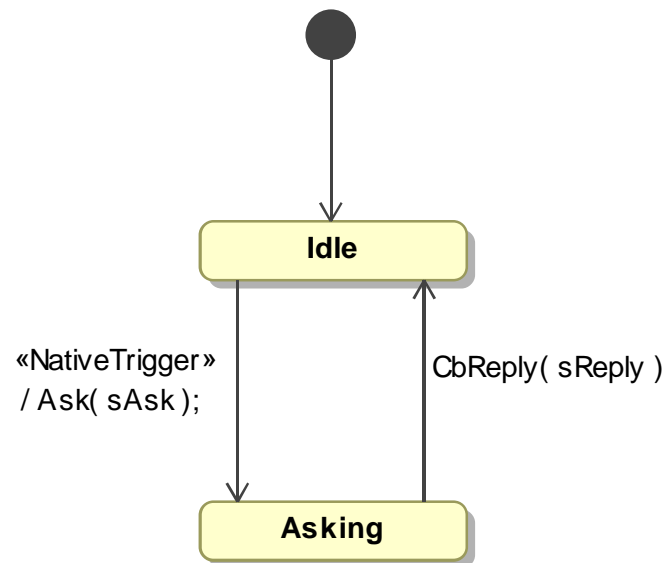 Idle
«NativeTrigger»
/ Ask( sAsk );
CbReply( sReply )
Asking